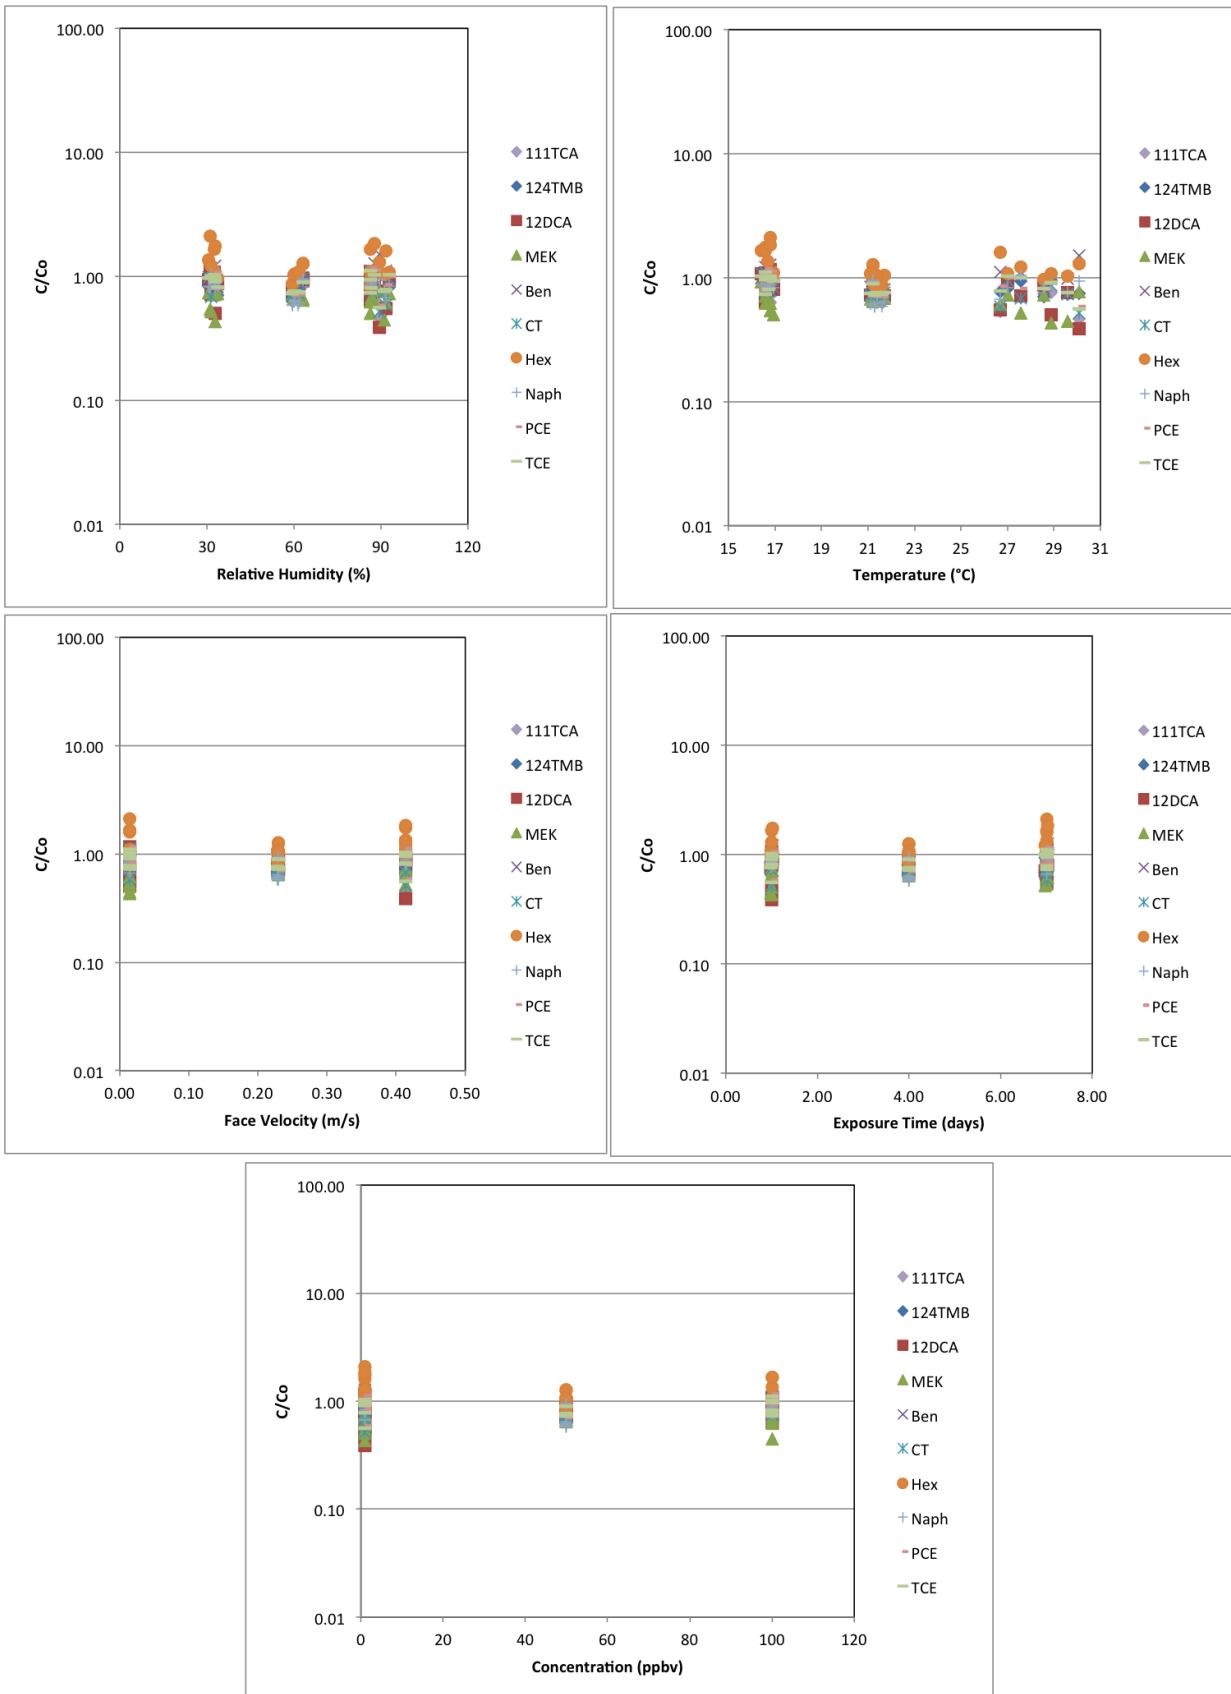 100.00
10.00
1.00
0.10
0.01
C/Co
0
30
60
90
120
Relative Humidity (%)
111TCA
124TMB
12DCA
MEK
Ben
CT
Hex
Naph
PCE
TCE
100.00
10.00
1.00
0.10
0.01
C/Co
15
17
19
21
23
25
27
29
31
Temperature (°C)
111TCA
124TMB
12DCA
MEK
Ben
CT
Hex
Naph
PCE
TCE
100.00
10.00
1.00
0.10
0.01
C/Co
0.00
0.10
0.20
0.30
0.40
0.50
Face Velocity (m/s)
111TCA
124TMB
12DCA
MEK
Ben
CT
Hex
Naph
PCE
TCE
100.00
10.00
1.00
0.10
0.01
C/Co
0.00
2.00
4.00
6.00
8.00
Exposure Time (days)
111TCA
124TMB
12DCA
MEK
Ben
CT
Hex
Naph
PCE
TCE
100.00
10.00
1.00
0.10
0.01
C/Co
0
20
40
60
80
100
120
Concentration (ppbv)
111TCA
124TMB
12DCA
MEK
Ben
CT
Hex
Naph
PCE
TCE